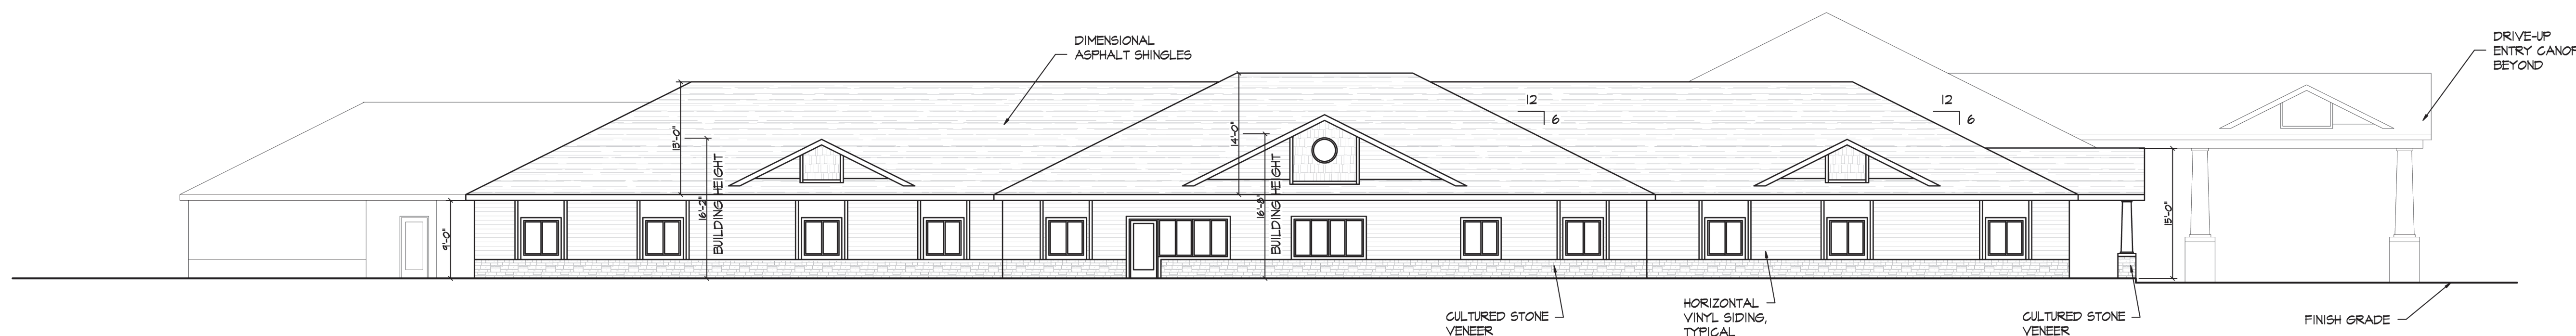 DIMENSIONAL
ASPHALT SHINGLES
DRIVE-UP
ENTRY CANOP
BEYOND
12
6
12
6
13'-0"
14'-0"
16'-2"
BUILDING HEIGHT
16'-8"
BUILDING HEIGHT
9'-0"
15'-0"
CULTURED STONE
VENEER
HORIZONTAL
VINYL SIDING,
TYPICAL
CULTURED STONE
VENEER
FINISH GRADE